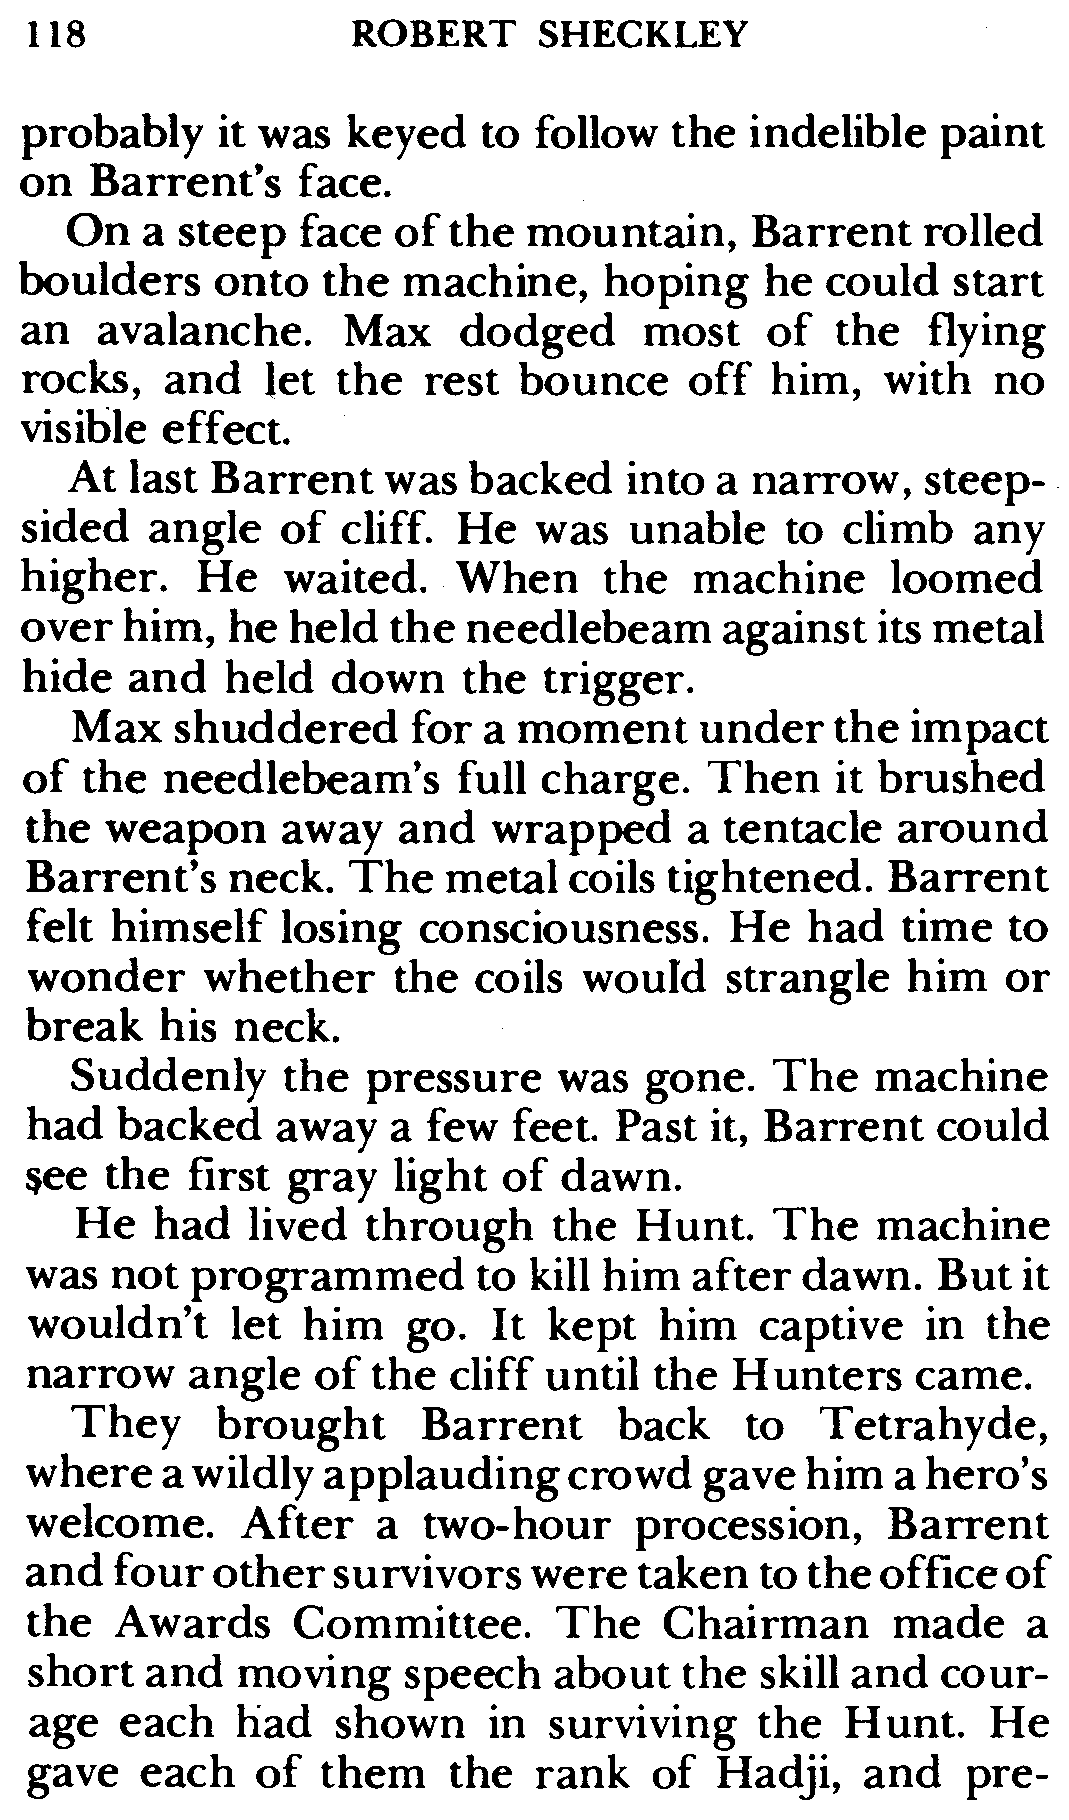 118 ROBERT SHECKLEY
probably it was keyed to follow the indelible paint
on Barrent's face.
On a steep face of the mountain, Barrent rolled
boulders onto the machine, hoping he could start
an avalanche. Max dodged most of the flying
rocks, and let the rest bounce off him, with no
visible effect.
At last Barrent was backed into a narrow, steep-
sided angle of cliff. He was unable to climb any
higher. He waited. When the machine loomed
over him, he held the needlebeam against its metal
hide and held down the trigger.
Max shuddered for a moment under the impact
of the needlebeam's full charge. Then it brushed
the weapon away and wrapped a tentacle around
Barrent's neck. The metal coils tightened. Barrent
felt himself losing consciousness. He had time to
wonder whether the coils would strangle him or
break his neck.
Suddenly the pressure was gone. The machine
had backed away a few feet. Past it, Barrent could
see the first gray light of dawn.
He had lived through the Hunt. The machine
was not programmed to kill him after dawn. But it
wouldn't let him go. It kept him captive in the
narrow angle of the cliff until the Hunters came.
They brought Barrent back to Tetrahyde,
where a wildly applauding crowd gave him a hero's
welcome. After a two-hour procession, Barrent
and four other survivors were taken to the office of
the Awards Committee. The Chairman made a
short and moving speech about the skill and cour-
age each had shown in surviving the Hunt. He
gave each of them the rank of Hadji, and pre-